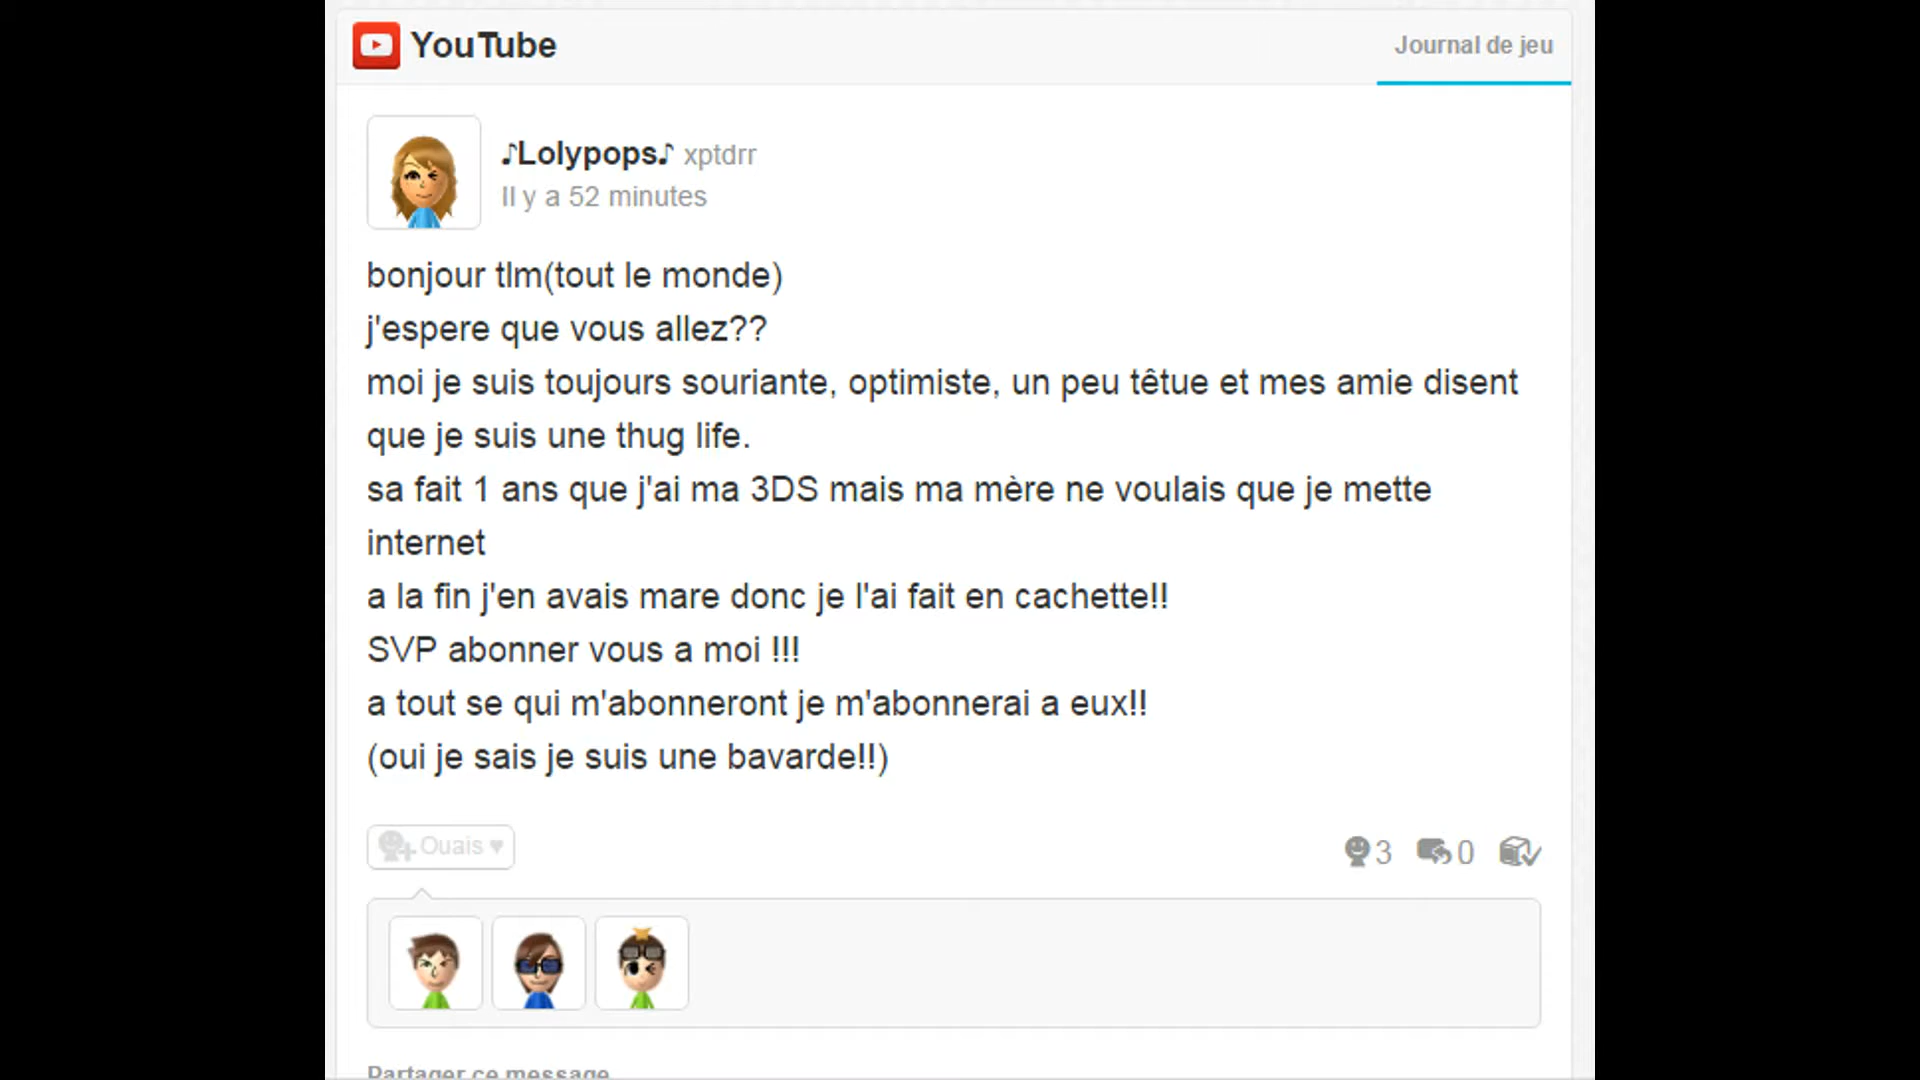 YouTube
Journal de jeu
♪Lolypops♪ xptdrr
Il y a 52 minutes
bonjour tlm(tout le monde)
j'espere que vous allez??
moi je suis toujours souriante, optimiste, un peu têtue et mes amie disent
que je suis une thug life.
sa fait 1 ans que j'ai ma 3DS mais ma mère ne voulais que je mette
internet
a la fin j'en avais mare donc je l'ai fait en cachette!!
SVP abonner vous a moi !!!
a tout se qui m'abonneront je m'abonnerai a eux!!
(oui je sais je suis une bavarde!!)
Ouais ♥
3 0
Partager ce message